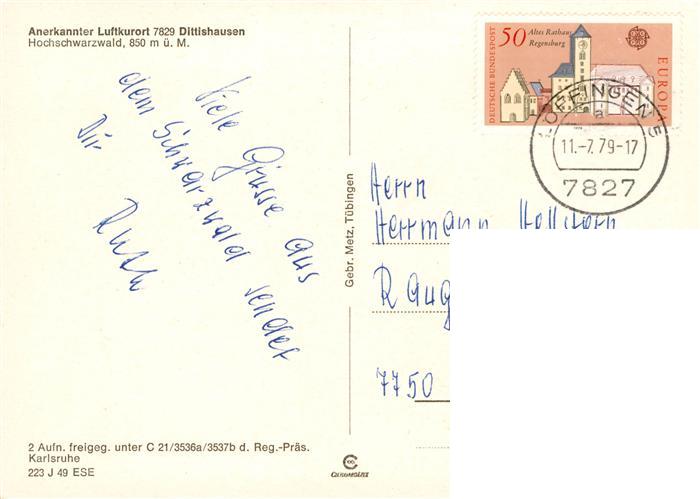 Anerkannter Luftkurort 7829 Dittishausen
Hochschwarzwald, 850 m ü. M.
Viele Grüsse aus
dem Schwarzwald sendet
Dir
Ruth
2 Aufn. freigeg. unter C 21/3536a/3537b d. Reg.-Präs.
Karlsruhe
223 J 49 ESE
Gebr. Metz, Tübingen
DEUTSCHE BUNDESPOST
50 Altes Rathaus
Regensburg
EUROPA
LÖFFINGEN
a
11.-7.79-17
7827
Herrn
Herrmann
7750